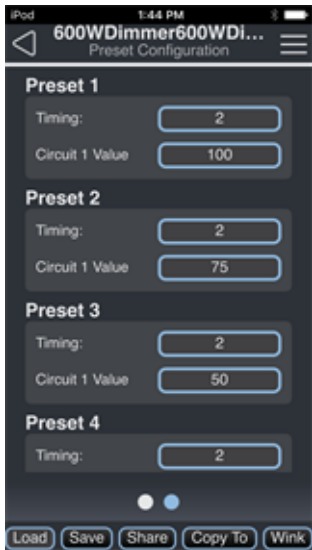 iPod 1:44 PM
600WDimmer600WDi...
Preset Configuration
Preset 1
Timing: 2
Circuit 1 Value 100
Preset 2
Timing: 2
Circuit 1 Value 75
Preset 3
Timing: 2
Circuit 1 Value 50
Preset 4
Timing: 2
Load Save Share Copy To Wink